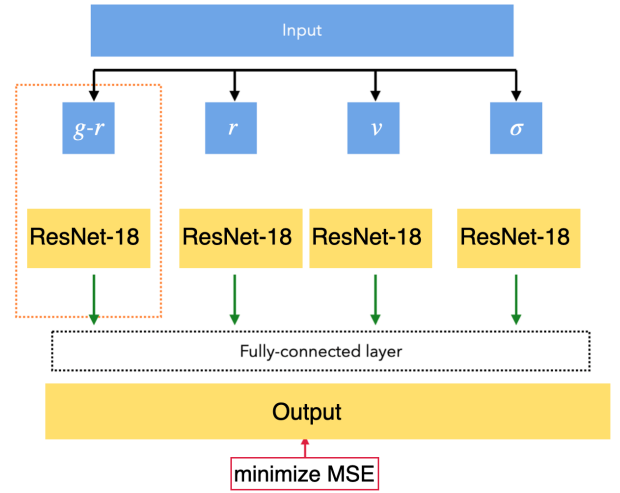 Input
g-r
r
v
σ
ResNet-18
ResNet-18
ResNet-18
ResNet-18
Fully-connected layer
Output
minimize MSE